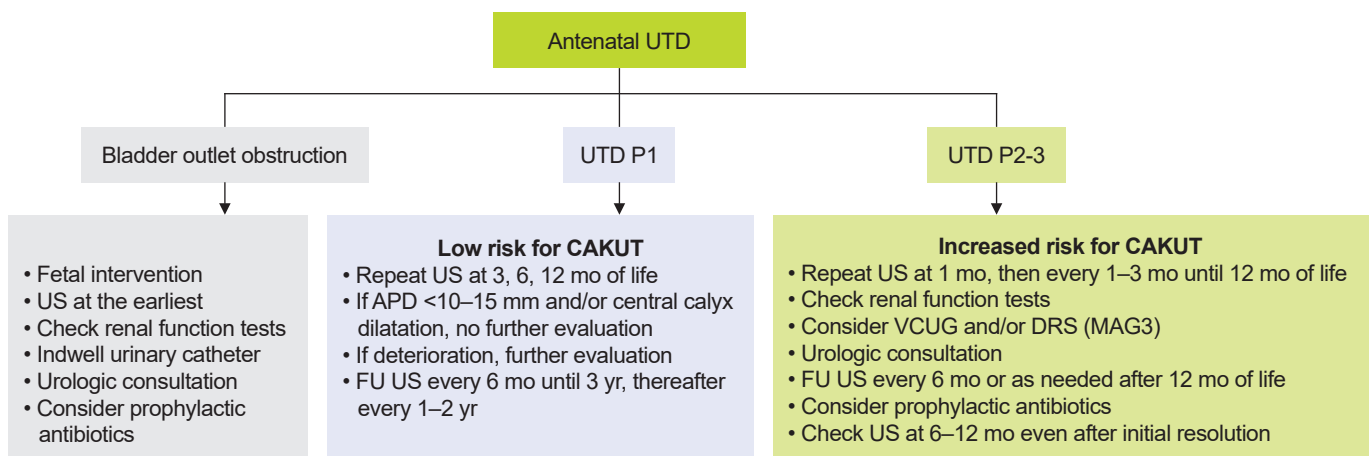 Antenatal UTD
Bladder outlet obstruction
UTD P1
UTD P2-3
• Fetal intervention
• US at the earliest
• Check renal function tests
• Indwell urinary catheter
• Urologic consultation
• Consider prophylactic
antibiotics
Low risk for CAKUT
• Repeat US at 3, 6, 12 mo of life
• If APD <10–15 mm and/or central calyx
dilatation, no further evaluation
• If deterioration, further evaluation
• FU US every 6 mo until 3 yr, thereafter
every 1–2 yr
Increased risk for CAKUT
• Repeat US at 1 mo, then every 1–3 mo until 12 mo of life
• Check renal function tests
• Consider VCUG and/or DRS (MAG3)
• Urologic consultation
• FU US every 6 mo or as needed after 12 mo of life
• Consider prophylactic antibiotics
• Check US at 6–12 mo even after initial resolution